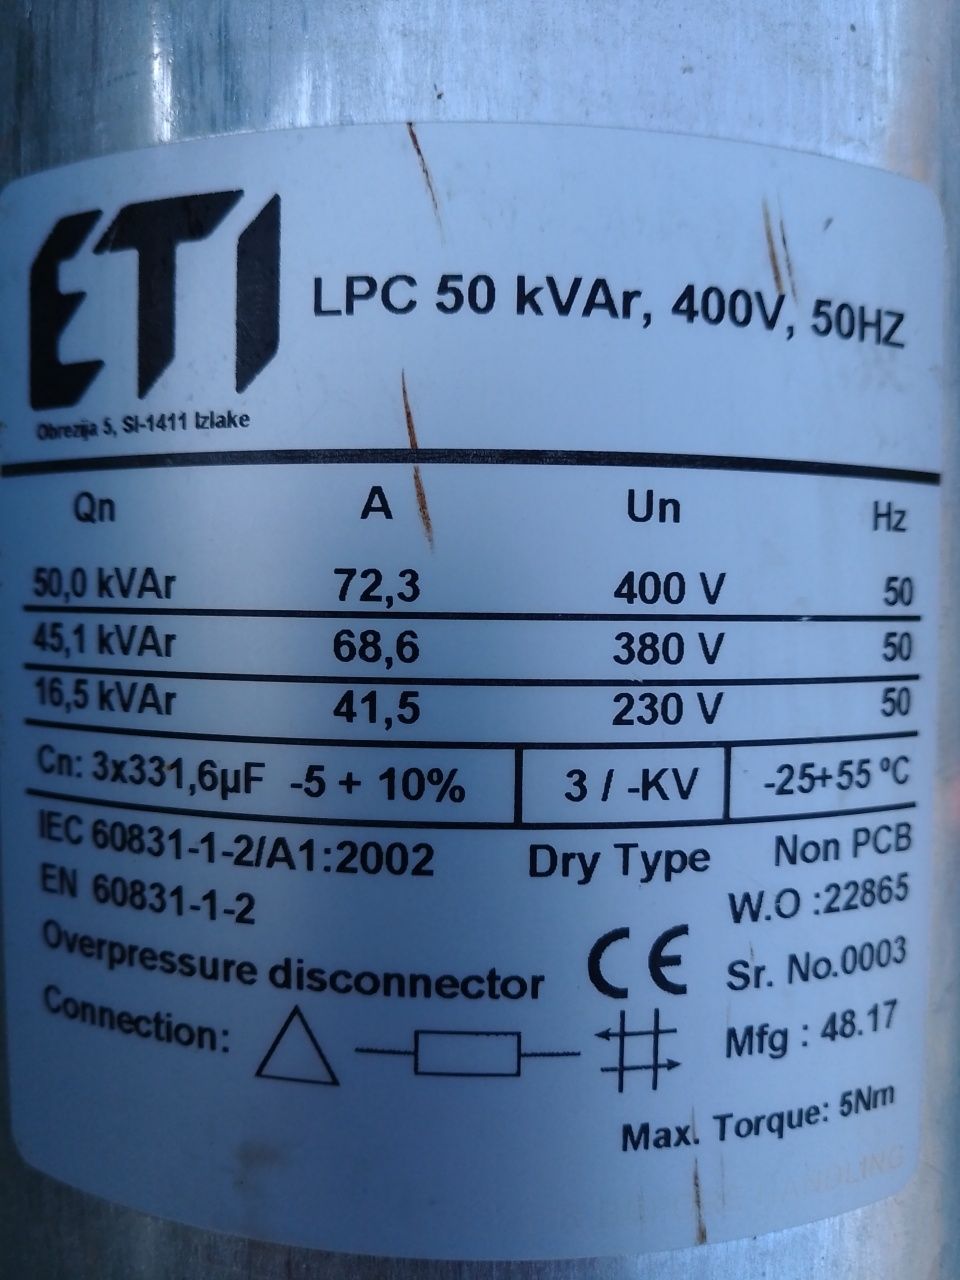 ETI
LPC 50 kVAr, 400V, 50HZ
Obrezija 5, SI-1411 Izlake
Qn A Un Hz
50,0 kVAr 72,3 400 V 50
45,1 kVAr 68,6 380 V 50
16,5 kVAr 41,5 230 V 50
Cn: 3x331,6µF -5 + 10% 3 / -KV -25+55 ºC
IEC 60831-1-2/A1:2002 Dry Type Non PCB
EN 60831-1-2 W.O :22865
Overpressure disconnector CE Sr. No.0003
Connection: Mfg : 48.17
Max. Torque: 5Nm
HANDLING